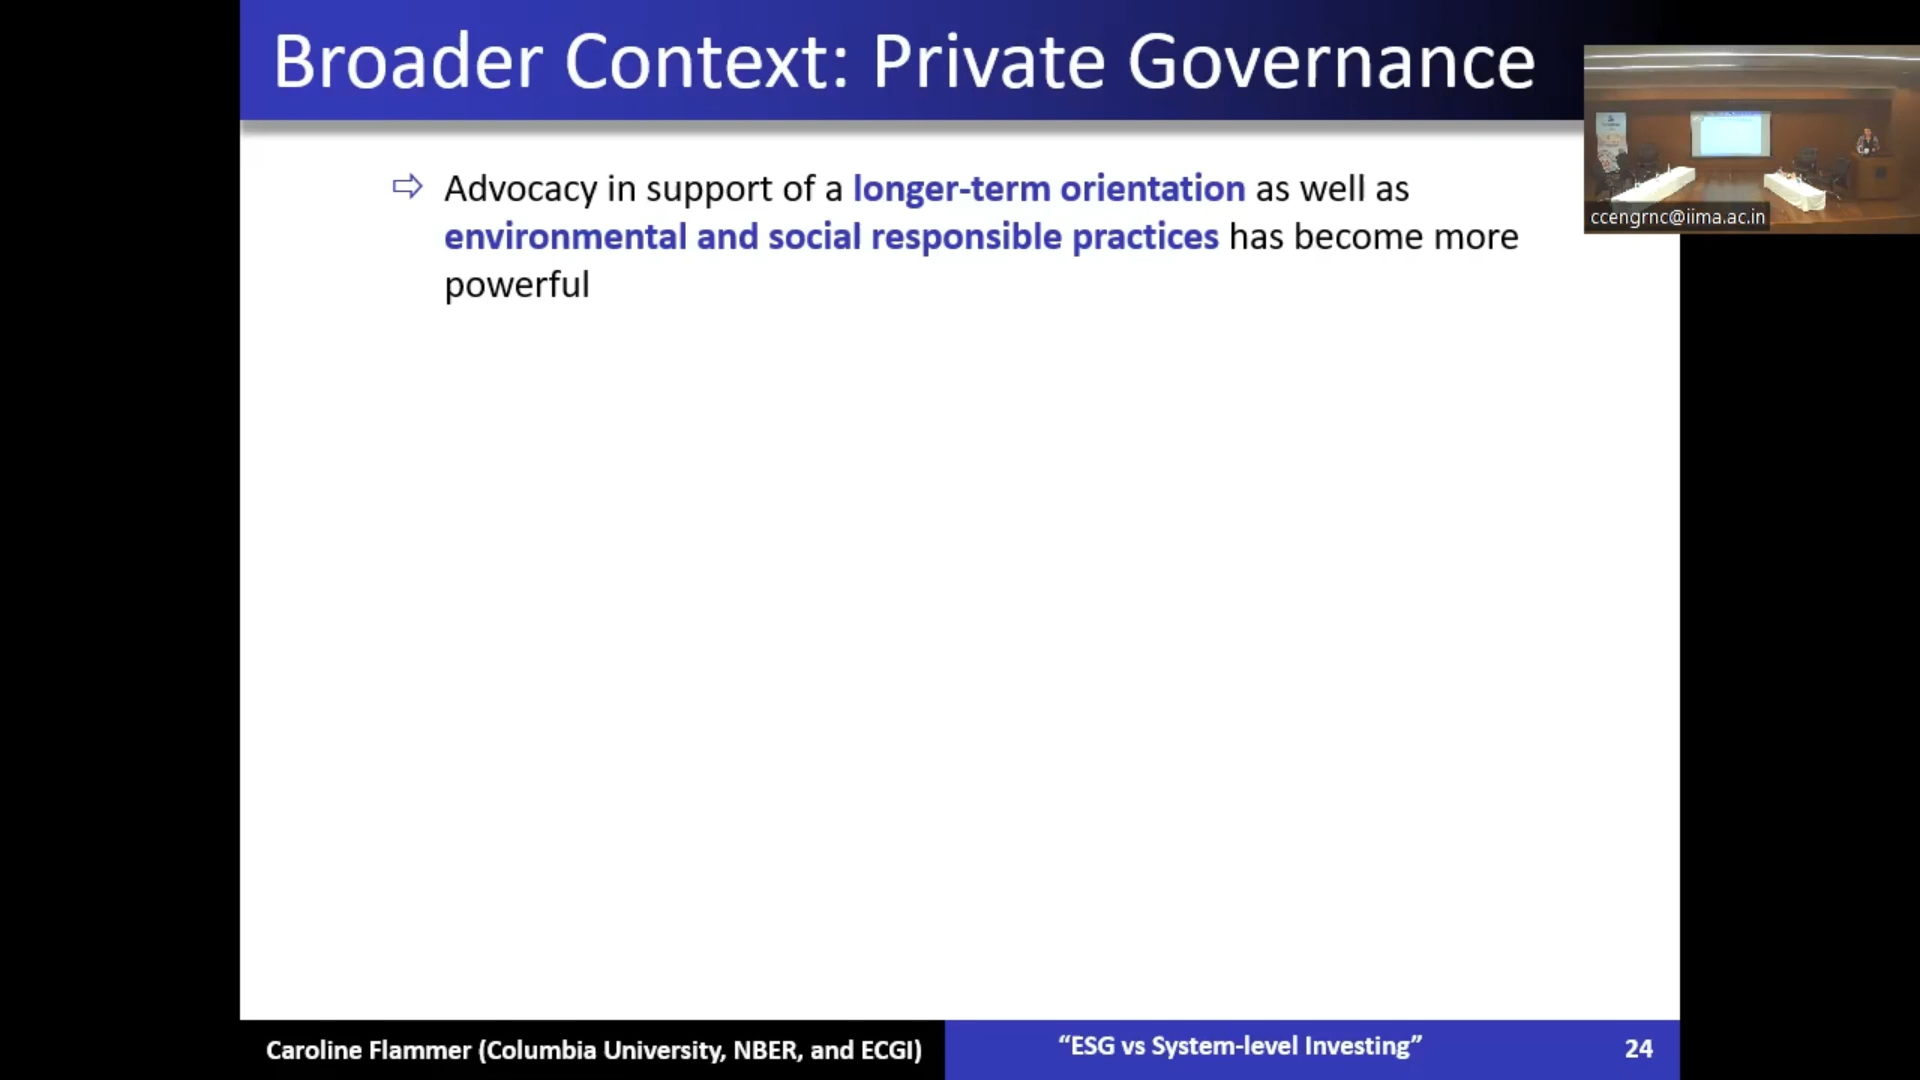 Broader Context: Private Governance
⇨ Advocacy in support of a longer-term orientation as well as
environmental and social responsible practices has become more
powerful
ccengrnc@iima.ac.in
Caroline Flammer (Columbia University, NBER, and ECGI)
“ESG vs System-level Investing”
24